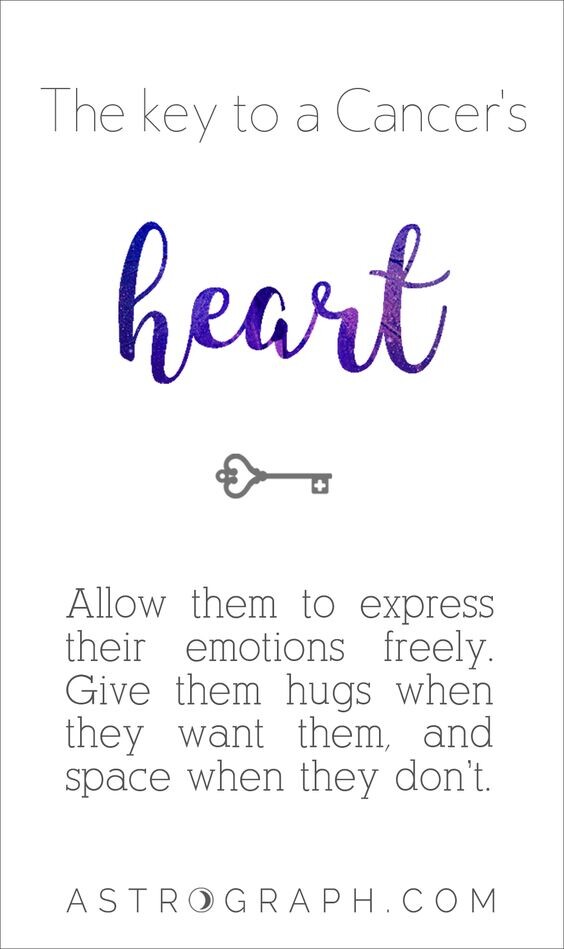 The key to a Cancer's
heart
Allow them to express
their emotions freely.
Give them hugs when
they want them, and
space when they don't.
ASTROGRAPH.COM